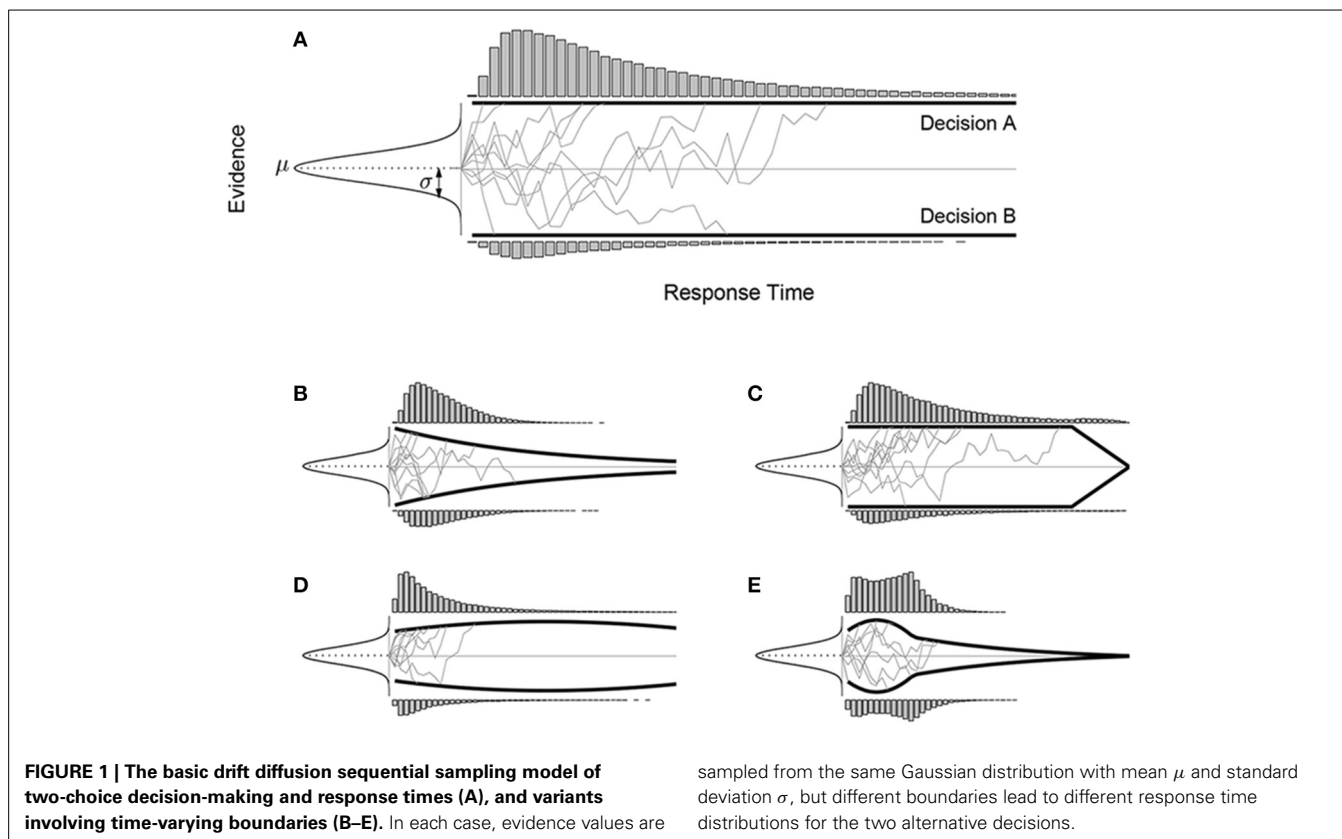 A
Decision A
Evidence
μ
σ
Decision B
Response Time
B
C
D
E
FIGURE 1 | The basic drift diffusion sequential sampling model of
two-choice decision-making and response times (A), and variants
involving time-varying boundaries (B–E). In each case, evidence values are
sampled from the same Gaussian distribution with mean μ and standard
deviation σ, but different boundaries lead to different response time
distributions for the two alternative decisions.